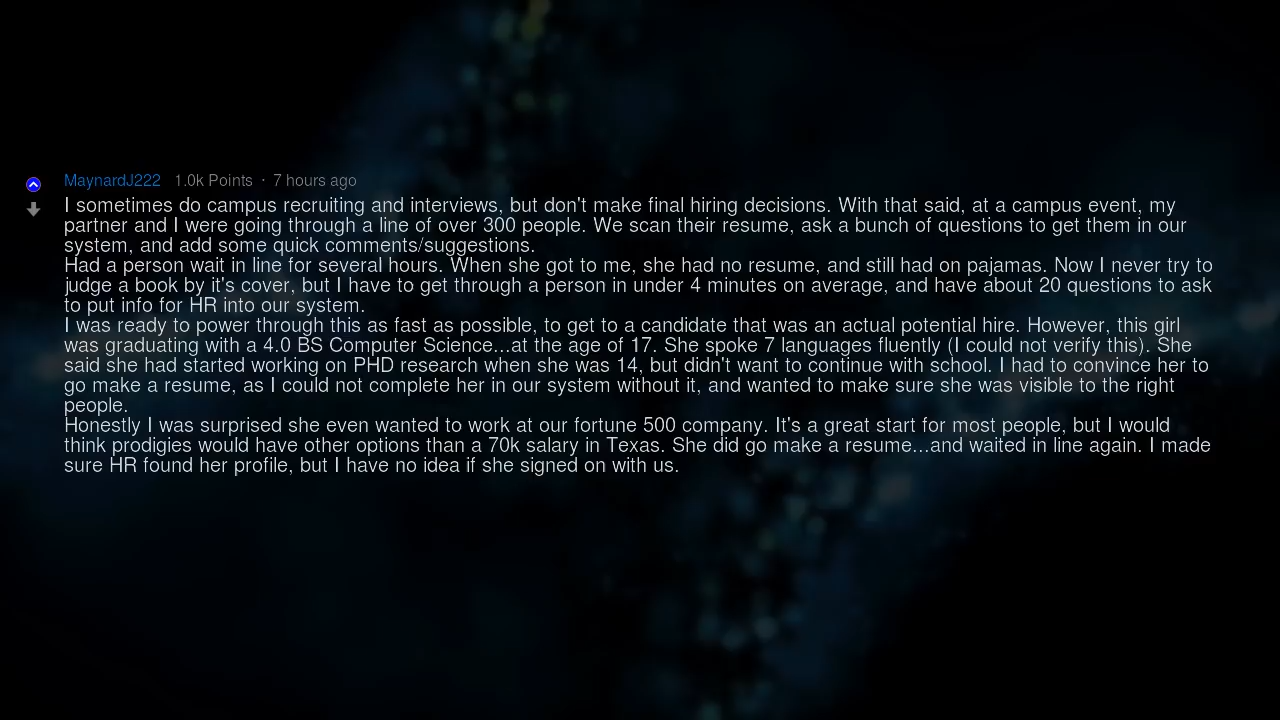 MaynardJ222 1.0k Points · 7 hours ago
I sometimes do campus recruiting and interviews, but don't make final hiring decisions. With that said, at a campus event, my
partner and I were going through a line of over 300 people. We scan their resume, ask a bunch of questions to get them in our
system, and add some quick comments/suggestions.
Had a person wait in line for several hours. When she got to me, she had no resume, and still had on pajamas. Now I never try to
judge a book by it's cover, but I have to get through a person in under 4 minutes on average, and have about 20 questions to ask
to put info for HR into our system.
I was ready to power through this as fast as possible, to get to a candidate that was an actual potential hire. However, this girl
was graduating with a 4.0 BS Computer Science...at the age of 17. She spoke 7 languages fluently (I could not verify this). She
said she had started working on PHD research when she was 14, but didn't want to continue with school. I had to convince her to
go make a resume, as I could not complete her in our system without it, and wanted to make sure she was visible to the right
people.
Honestly I was surprised she even wanted to work at our fortune 500 company. It's a great start for most people, but I would
think prodigies would have other options than a 70k salary in Texas. She did go make a resume...and waited in line again. I made
sure HR found her profile, but I have no idea if she signed on with us.